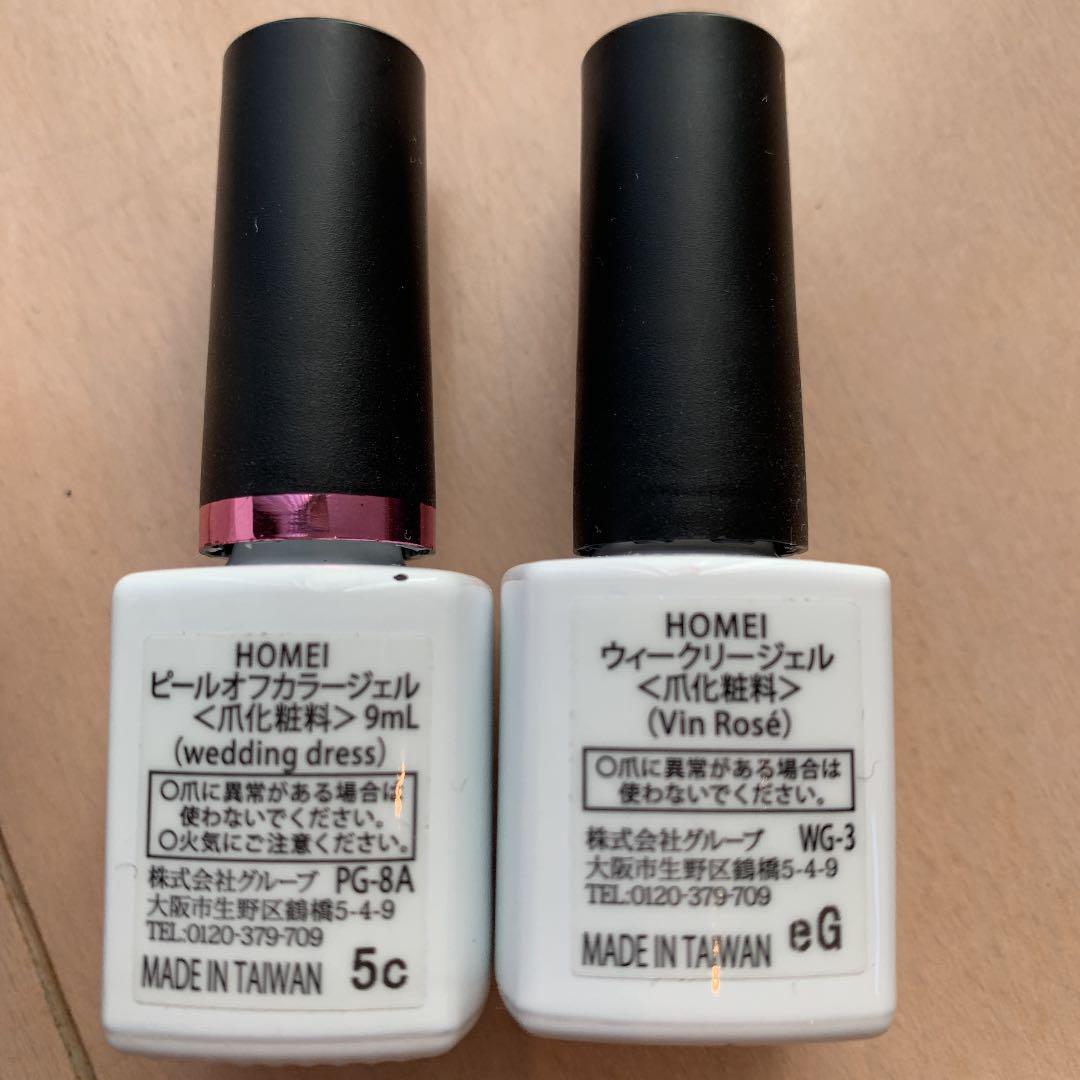 HOMEI
ピールオフカラージェル
<爪化粧料> 9mL
(wedding dress)
○爪に異常がある場合は
使わないでください。
○火気にご注意ください。
株式会社グルーブ PG-8A
大阪市生野区鶴橋5-4-9
TEL:0120-379-709
MADE IN TAIWAN 5c
HOMEI
ウィークリージェル
<爪化粧料>
(Vin Rosé)
○爪に異常がある場合は
使わないでください。
株式会社グルーブ WG-3
大阪市生野区鶴橋5-4-9
TEL:0120-379-709
MADE IN TAIWAN eG